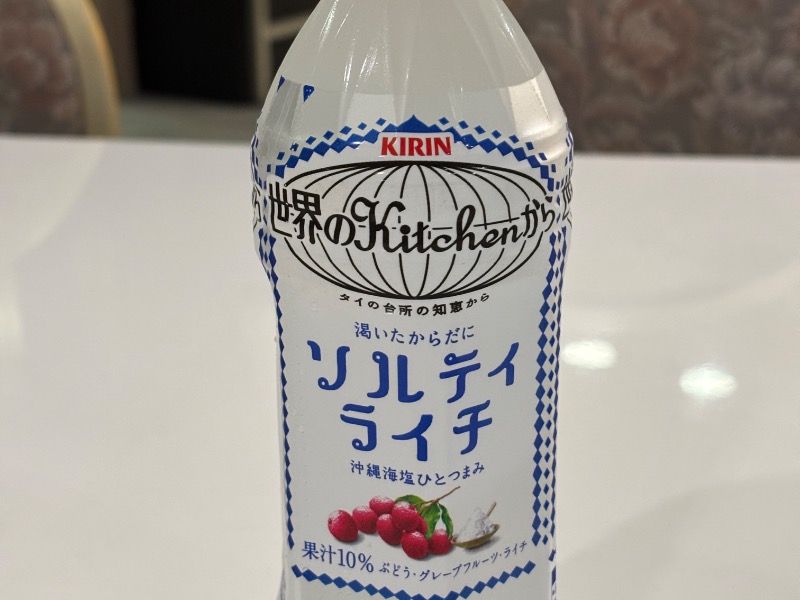 KIRIN
世界のKitchenから
タイの台所の知恵から
渇いたからだに
ソルティ
ライチ
沖縄海塩ひとつまみ
果汁10% ぶどう・グレープフルーツ・ライチ